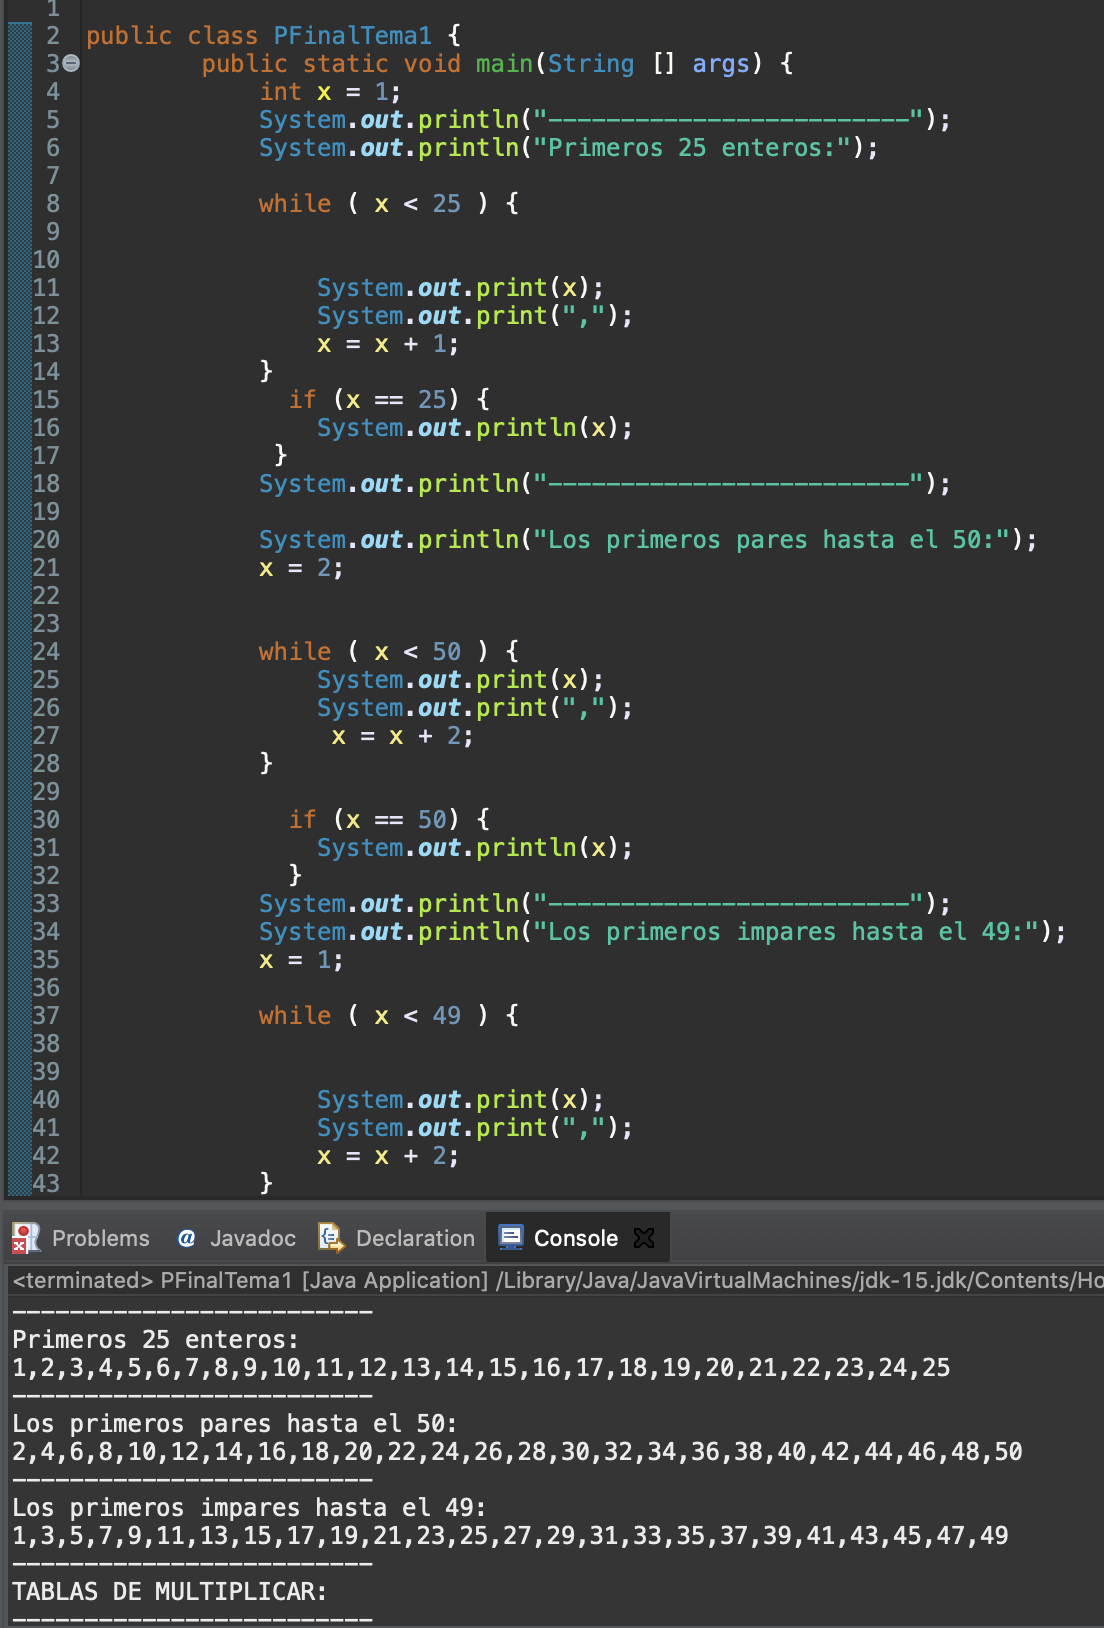 1
2 public class PFinalTema1 {
3 public static void main(String [] args) {
4 int x = 1;
5 System.out.println("-------------------------");
6 System.out.println("Primeros 25 enteros:");
7
8 while ( x < 25 ) {
9
10
11 System.out.print(x);
12 System.out.print(",");
13 x = x + 1;
14 }
15 if (x == 25) {
16 System.out.println(x);
17 }
18 System.out.println("-------------------------");
19
20 System.out.println("Los primeros pares hasta el 50:");
21 x = 2;
22
23
24 while ( x < 50 ) {
25 System.out.print(x);
26 System.out.print(",");
27 x = x + 2;
28 }
29
30 if (x == 50) {
31 System.out.println(x);
32 }
33 System.out.println("-------------------------");
34 System.out.println("Los primeros impares hasta el 49:");
35 x = 1;
36
37 while ( x < 49 ) {
38
39
40 System.out.print(x);
41 System.out.print(",");
42 x = x + 2;
43 }
Problems @ Javadoc Declaration Console
<terminated> PFinalTema1 [Java Application] /Library/Java/JavaVirtualMachines/jdk-15.jdk/Contents/Ho
-------------------------
Primeros 25 enteros:
1,2,3,4,5,6,7,8,9,10,11,12,13,14,15,16,17,18,19,20,21,22,23,24,25
-------------------------
Los primeros pares hasta el 50:
2,4,6,8,10,12,14,16,18,20,22,24,26,28,30,32,34,36,38,40,42,44,46,48,50
-------------------------
Los primeros impares hasta el 49:
1,3,5,7,9,11,13,15,17,19,21,23,25,27,29,31,33,35,37,39,41,43,45,47,49
-------------------------
TABLAS DE MULTIPLICAR:
-------------------------